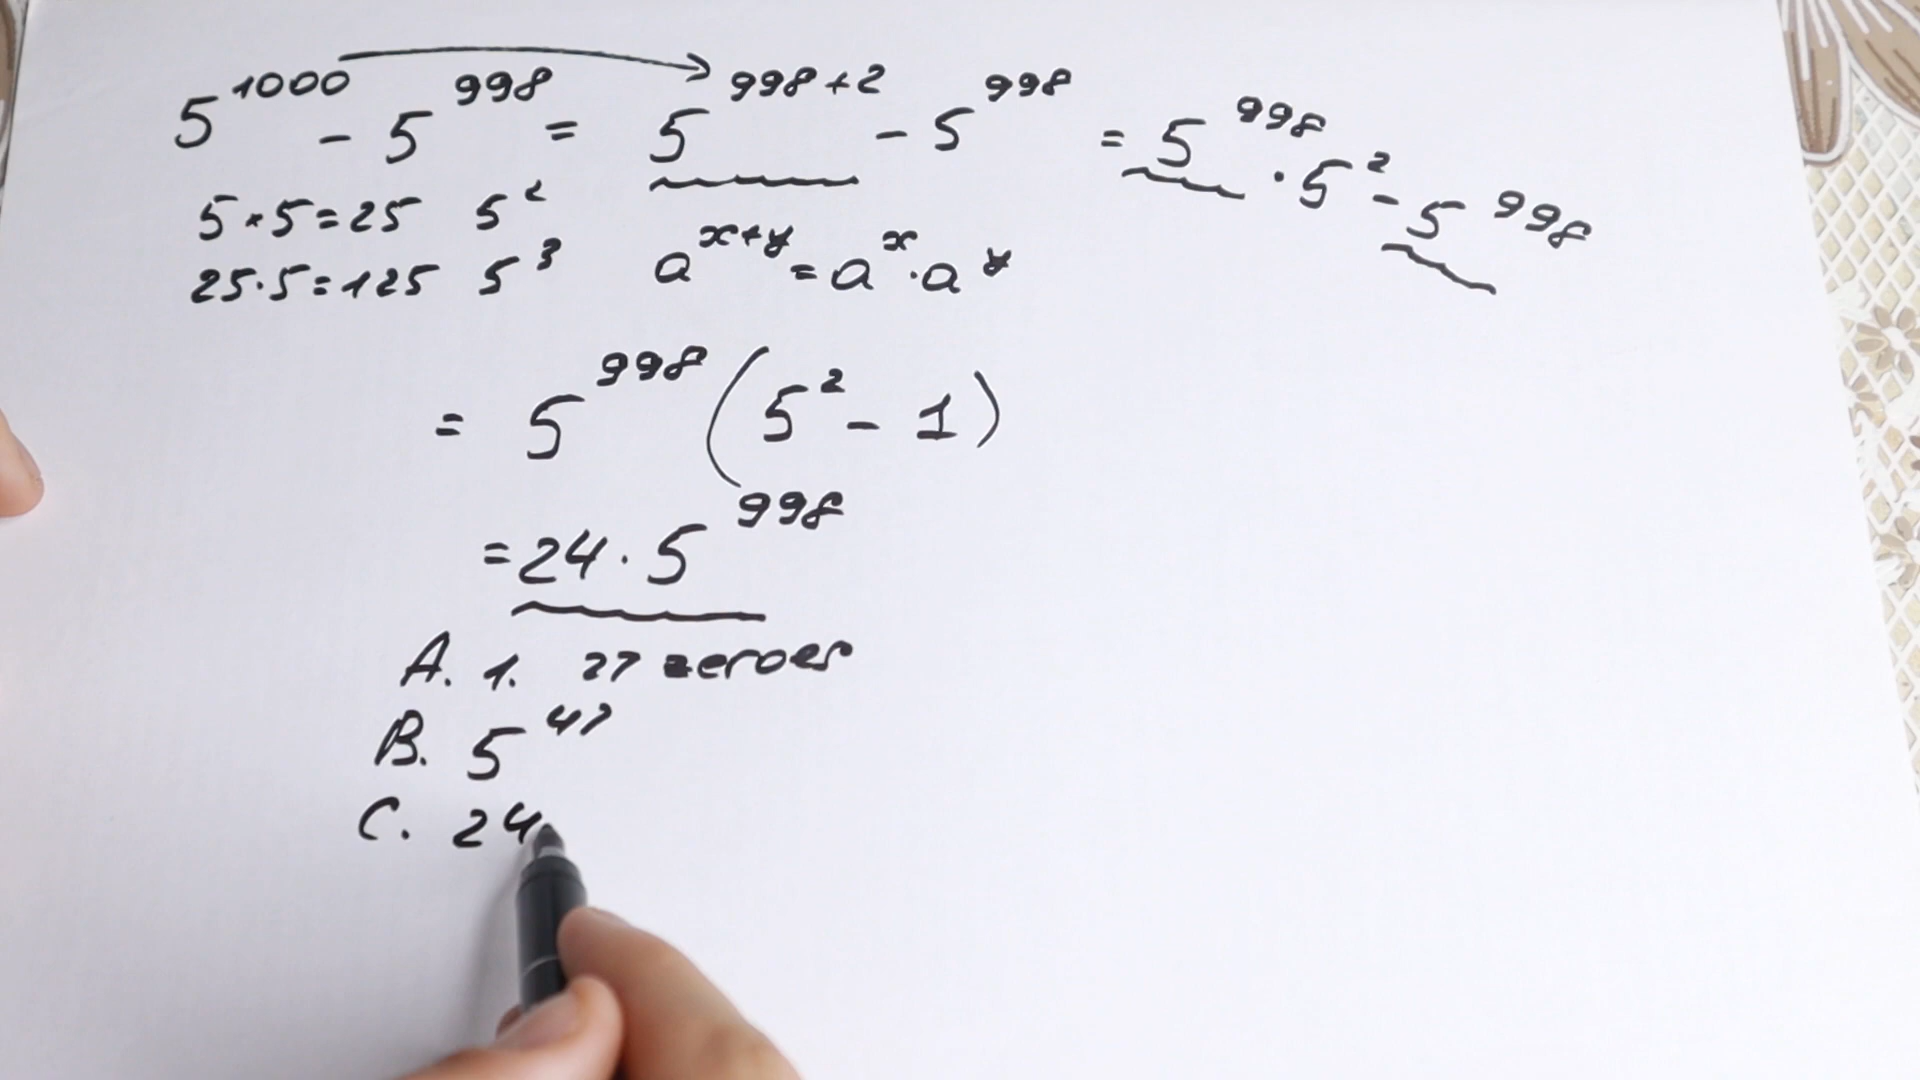 5^1000 - 5^998 = 5^998+2 - 5^998 = 5^998 · 5^2 - 5^998
5 × 5 = 25 5^2
25 · 5 = 125 5^3 a^x+y = a^x · a^y
= 5^998 (5^2 - 1)
= 24 · 5^998
A. 1. 27 zeroes
B. 5^47
C. 24